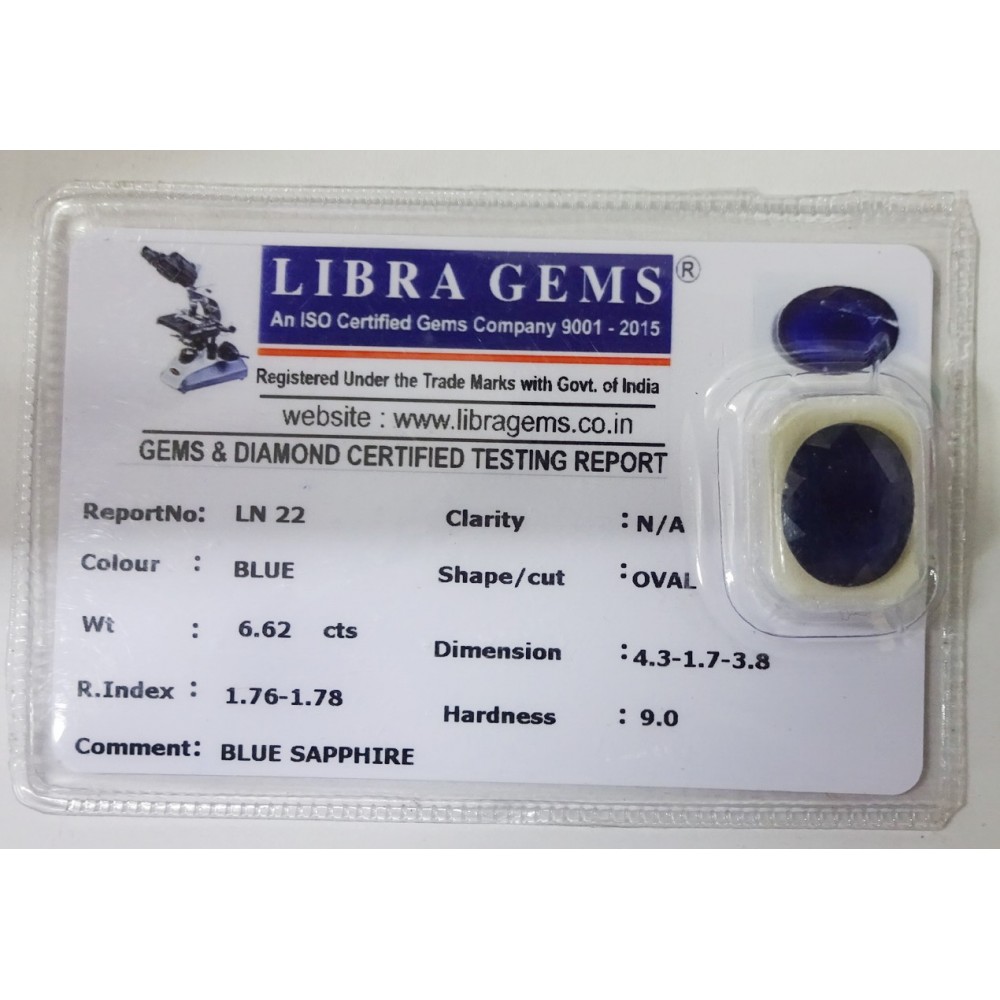 LIBRA GEMS ®
An ISO Certified Gems Company 9001 - 2015
Registered Under the Trade Marks with Govt. of India
website : www.libragems.co.in
GEMS & DIAMOND CERTIFIED TESTING REPORT
ReportNo: LN 22 Clarity : N/A
Colour : BLUE Shape/cut : OVAL
Wt : 6.62 cts Dimension : 4.3-1.7-3.8
R.Index : 1.76-1.78 Hardness : 9.0
Comment: BLUE SAPPHIRE